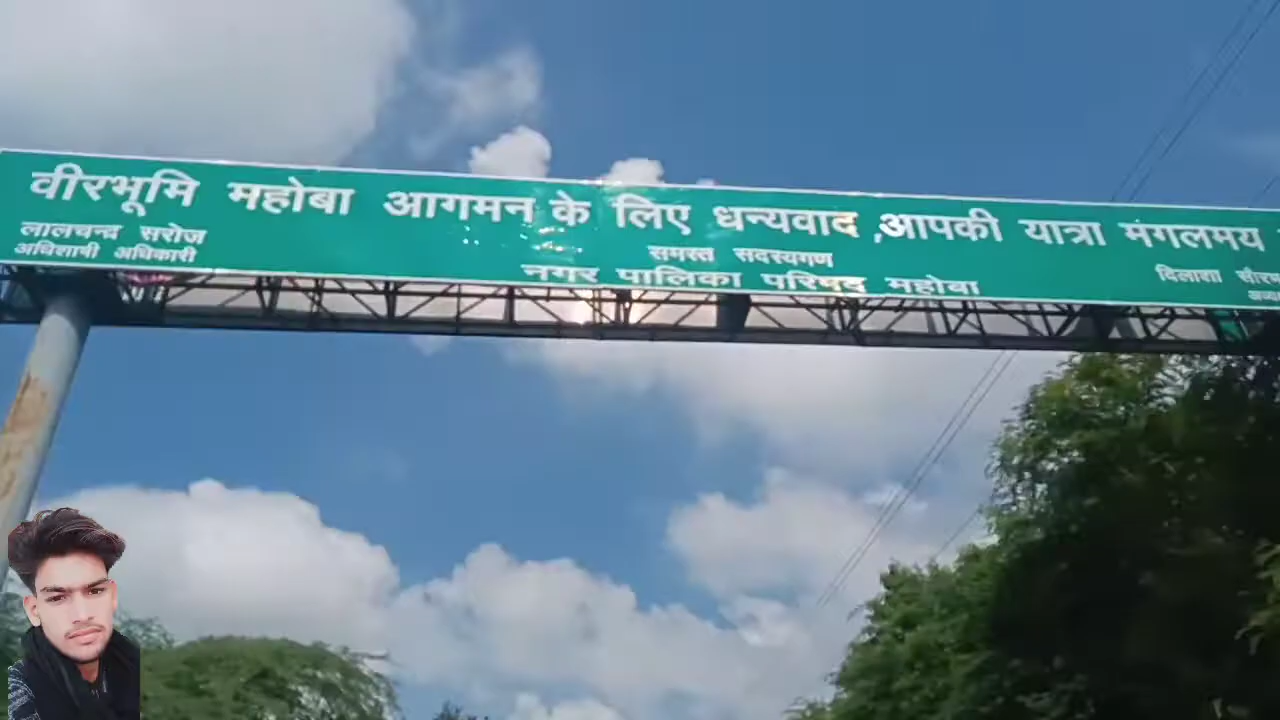 वीरभूमि महोबा आगमन के लिए धन्यवाद ,आपकी यात्रा मंगलमय
लालचन्द्र सरोज
अधिशाषी अधिकारी
समस्त सदस्यगण
नगर पालिका परिषद महोबा
दिलाशा